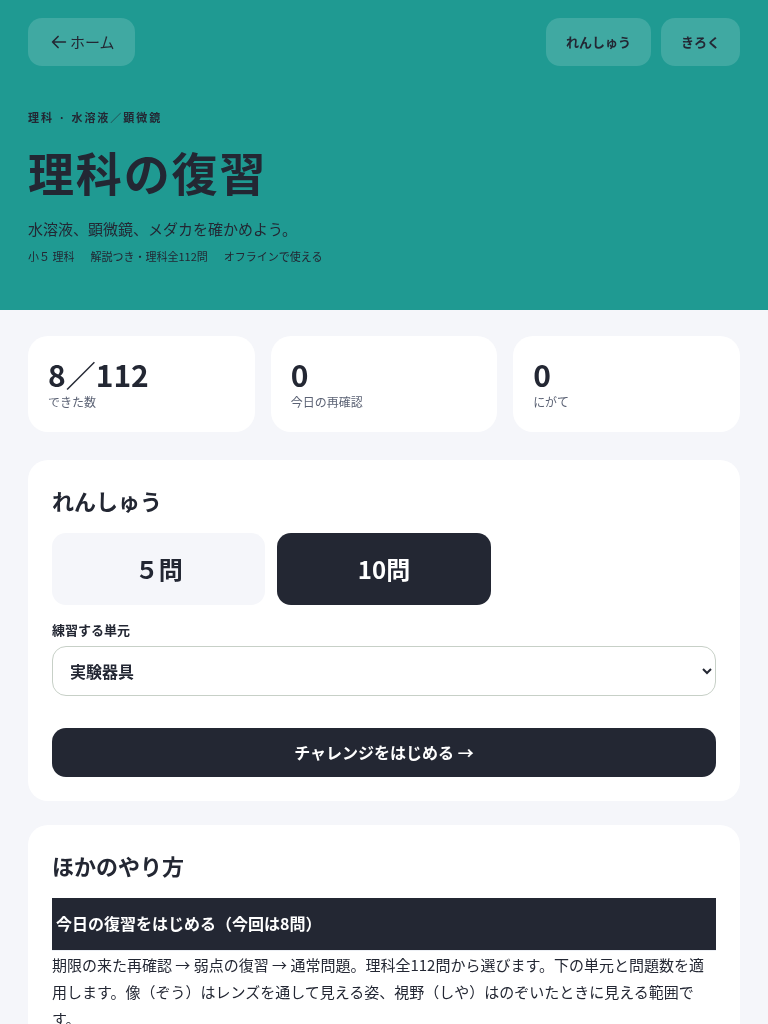 ← ホーム
れんしゅう
きろく
理科 · 水溶液／顕微鏡
理科の復習
水溶液、顕微鏡、メダカを確かめよう。
小５ 理科 解説つき・理科全112問 オフラインで使える
8／112
できた数
0
今日の再確認
0
にがて
れんしゅう
５問
10問
練習する単元
実験器具
チャレンジをはじめる →
ほかのやり方
今日の復習をはじめる（今回は8問）
期限の来た再確認 → 弱点の復習 → 通常問題。理科全112問から選びます。下の単元と問題数を適
用します。像（ぞう）はレンズを通して見える姿、視野（しや）はのぞいたときに見える範囲で
す。